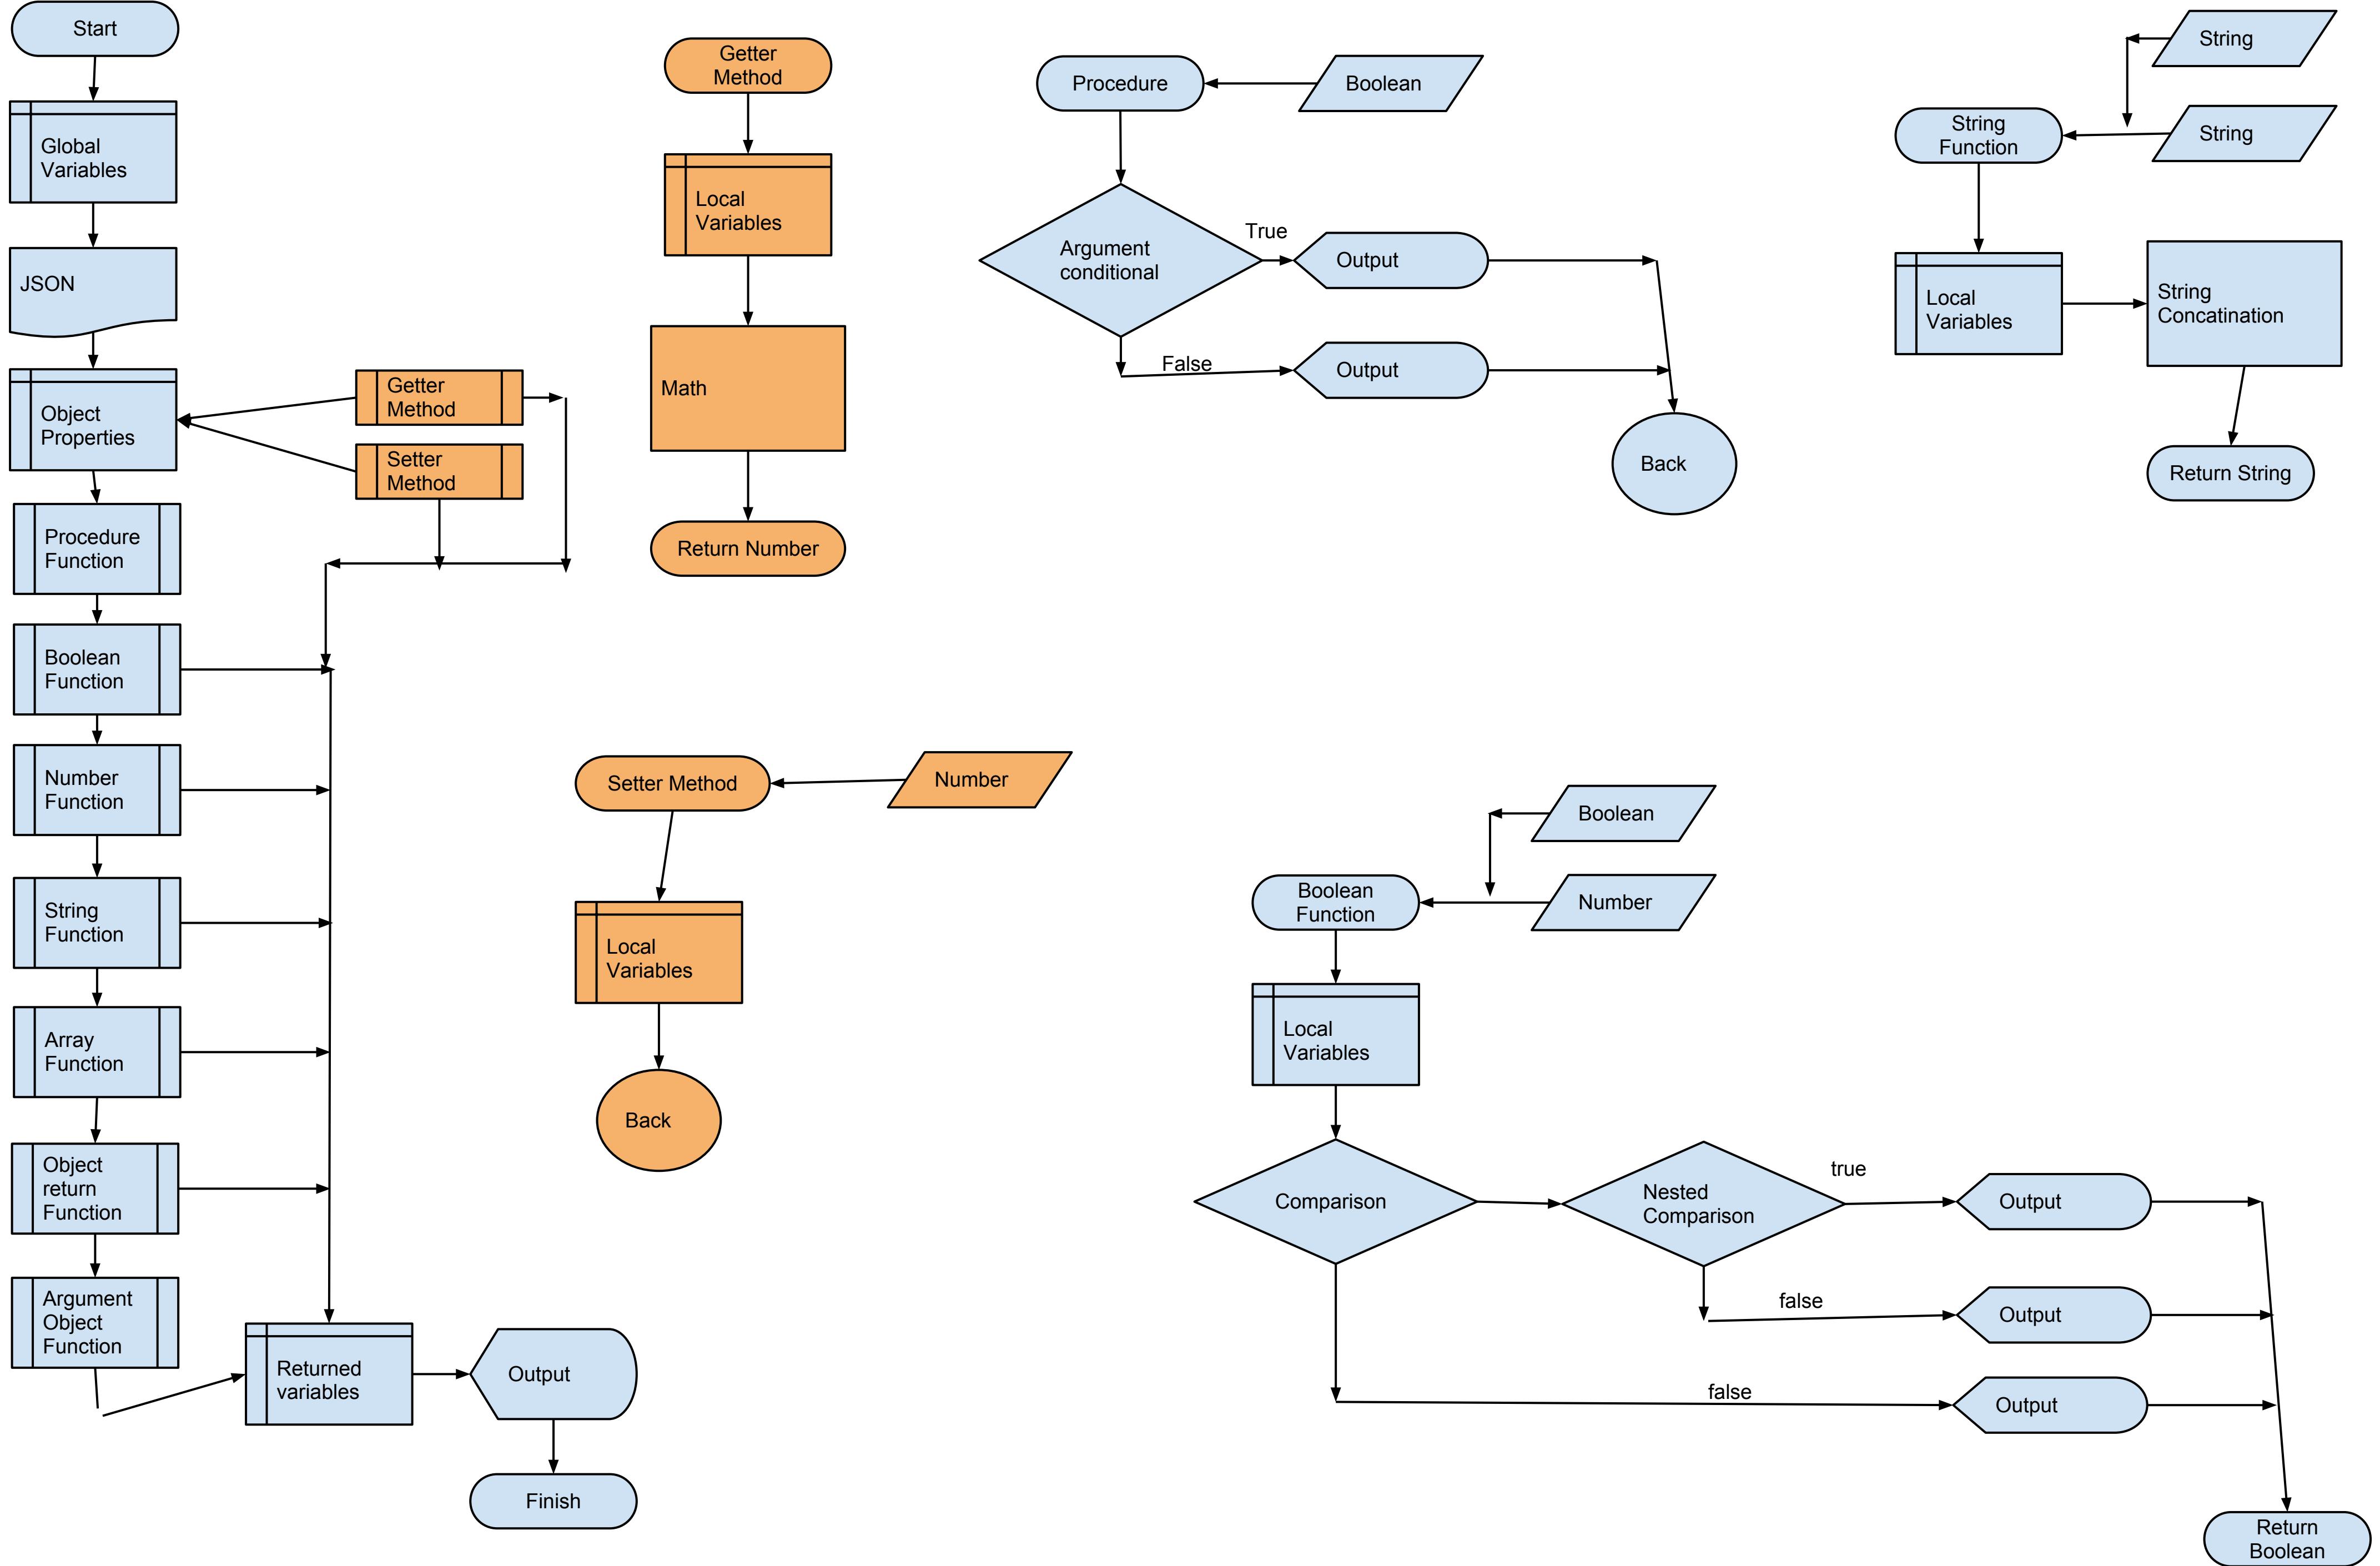 Start
Global
Variables
JSON
Object
Properties
Getter
Method
Setter
Method
Procedure
Function
Boolean
Function
Number
Function
String
Function
Array
Function
Object
return
Function
Argument
Object
Function
Returned
variables
Output
Finish
Getter
Method
Local
Variables
Math
Return Number
Setter Method
Number
Local
Variables
Back
Procedure
Boolean
Argument
conditional
True
Output
False
Output
Back
String
String
String
Function
Local
Variables
String
Concatination
Return String
Boolean
Boolean
Function
Number
Local
Variables
Comparison
Nested
Comparison
true
Output
false
Output
false
Output
Return
Boolean